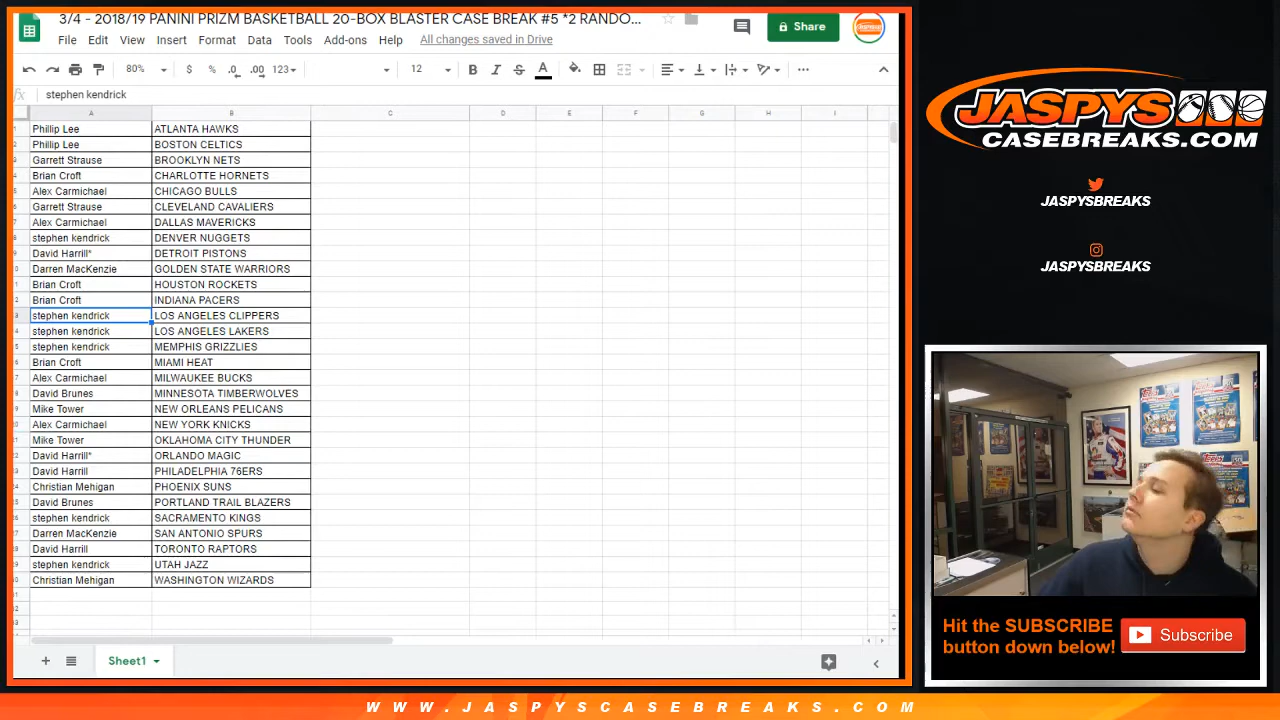 3/4 - 2018/19 PANINI PRIZM BASKETBALL 20-BOX BLASTER CASE BREAK #5 *2 RANDO...
Share
File Edit View Insert Format Data Tools Add-ons Help All changes saved in Drive
80% $ % .0 .00 123 12 B I S A
fx stephen kendrick
A B C D E F G H I
Phillip Lee ATLANTA HAWKS
Phillip Lee BOSTON CELTICS
Garrett Strause BROOKLYN NETS
Brian Croft CHARLOTTE HORNETS
Alex Carmichael CHICAGO BULLS
Garrett Strause CLEVELAND CAVALIERS
Alex Carmichael DALLAS MAVERICKS
stephen kendrick DENVER NUGGETS
David Harrill* DETROIT PISTONS
Darren MacKenzie GOLDEN STATE WARRIORS
Brian Croft HOUSTON ROCKETS
Brian Croft INDIANA PACERS
stephen kendrick LOS ANGELES CLIPPERS
stephen kendrick LOS ANGELES LAKERS
stephen kendrick MEMPHIS GRIZZLIES
Brian Croft MIAMI HEAT
Alex Carmichael MILWAUKEE BUCKS
David Brunes MINNESOTA TIMBERWOLVES
Mike Tower NEW ORLEANS PELICANS
Alex Carmichael NEW YORK KNICKS
Mike Tower OKLAHOMA CITY THUNDER
David Harrill* ORLANDO MAGIC
David Harrill PHILADELPHIA 76ERS
Christian Mehigan PHOENIX SUNS
David Brunes PORTLAND TRAIL BLAZERS
stephen kendrick SACRAMENTO KINGS
Darren MacKenzie SAN ANTONIO SPURS
David Harrill TORONTO RAPTORS
stephen kendrick UTAH JAZZ
Christian Mehigan WASHINGTON WIZARDS
Sheet1
JASPYS
CASEBREAKS.COM
JASPYSBREAKS
JASPYSBREAKS
Hit the SUBSCRIBE
button down below!
Subscribe
WWW.JASPYSCASEBREAKS.COM